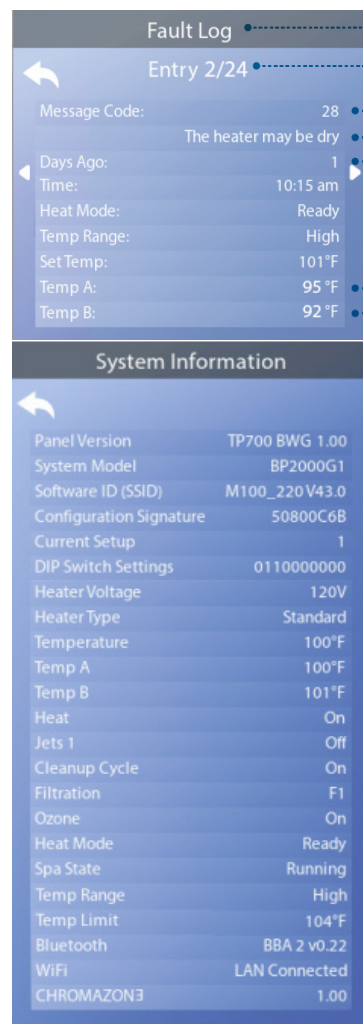 Fault Log
Entry 2/24
Message Code: 28
The heater may be dry
Days Ago: 1
Time: 10:15 am
Heat Mode: Ready
Temp Range: High
Set Temp: 101°F
Temp A: 95 °F
Temp B: 92 °F
System Information
Panel Version TP700 BWG 1.00
System Model BP2000G1
Software ID (SSID) M100_220 V43.0
Configuration Signature 50800C6B
Current Setup 1
DIP Switch Settings 0110000000
Heater Voltage 120V
Heater Type Standard
Temperature 100°F
Temp A 100°F
Temp B 101°F
Heat On
Jets 1 Off
Cleanup Cycle On
Filtration F1
Ozone On
Heat Mode Ready
Spa State Running
Temp Range High
Temp Limit 104°F
Bluetooth BBA 2 v0.22
WiFi LAN Connected
CHROMAZONƎ 1.00